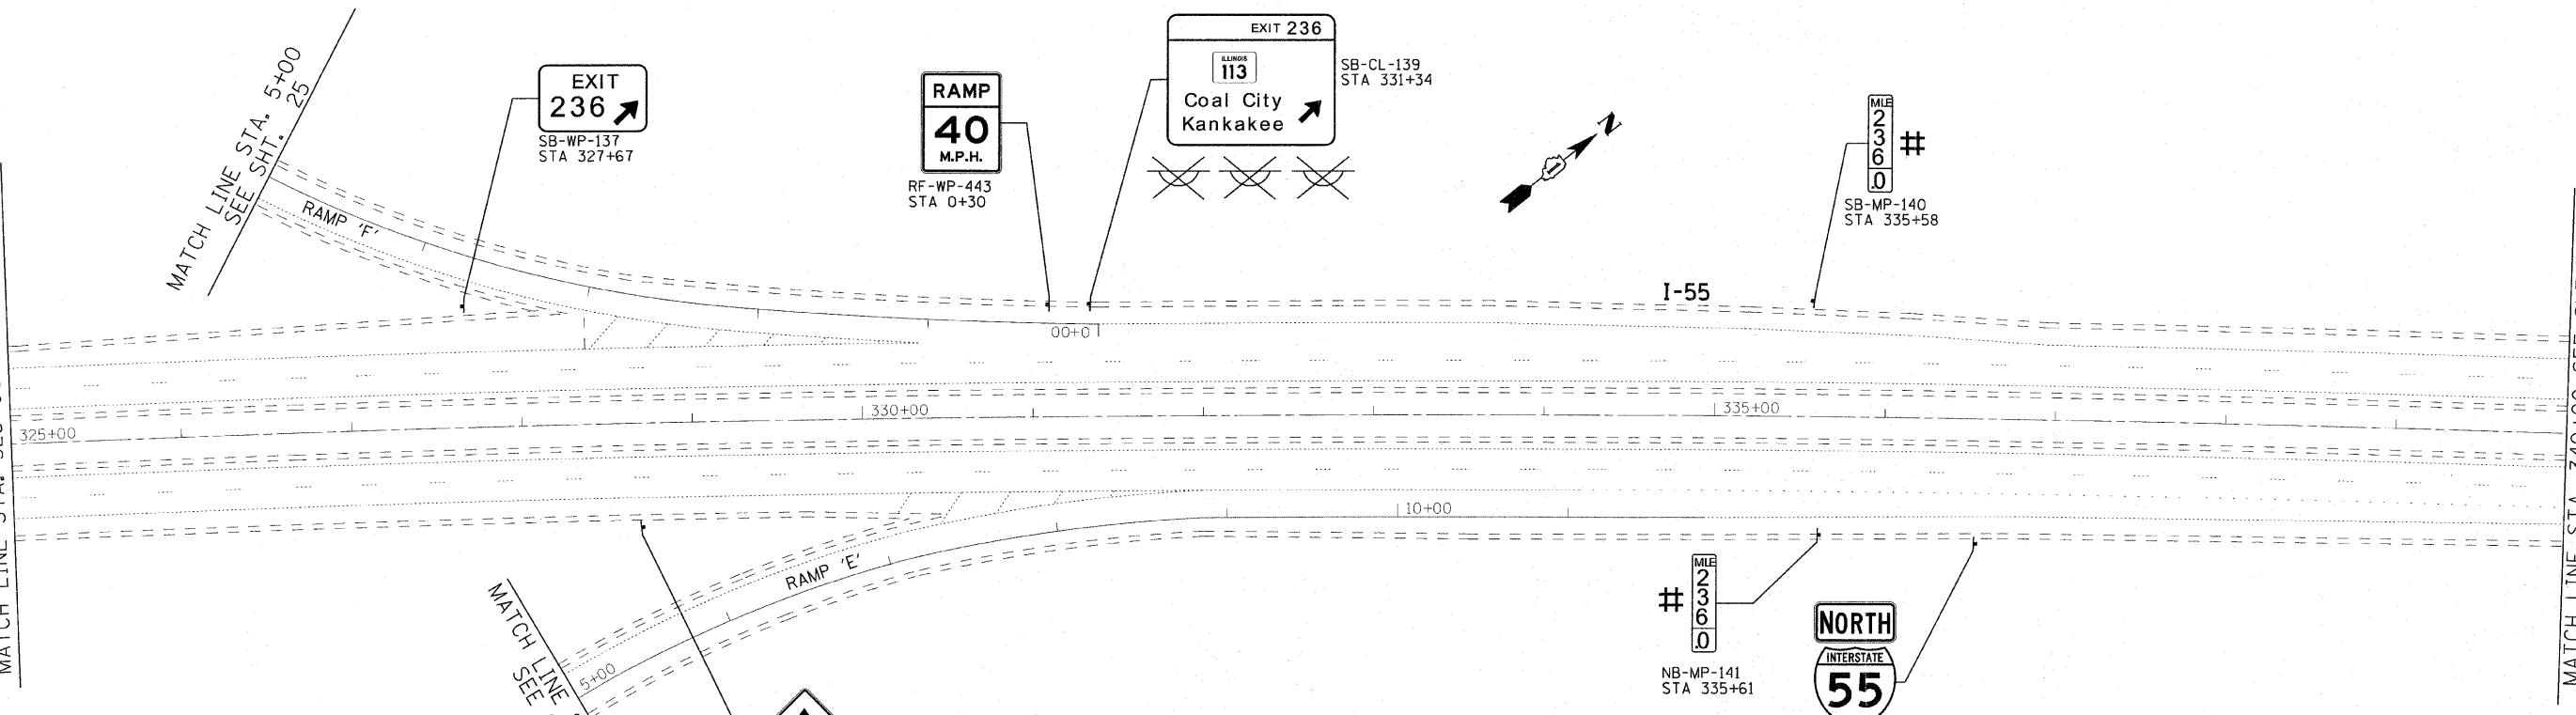 MATCH LINE STA. 5+00
SEE SHT. 25
RAMP 'F'
EXIT
236
SB-WP-137
STA 327+67
RAMP
40
M.P.H.
RF-WP-443
STA 0+30
EXIT 236
ILLINOIS
113
Coal City
Kankakee
SB-CL-139
STA 331+34
N
MILE
2
3
6
.0
#
SB-MP-140
STA 335+58
I-55
00+0
325+00
330+00
335+00
10+00
RAMP 'E'
MATCH LINE
SEE
5+00
#
MILE
2
3
6
.0
NB-MP-141
STA 335+61
NORTH
INTERSTATE
55
MATCH LINE STA.
MATCH LINE STA 340+00 SEE